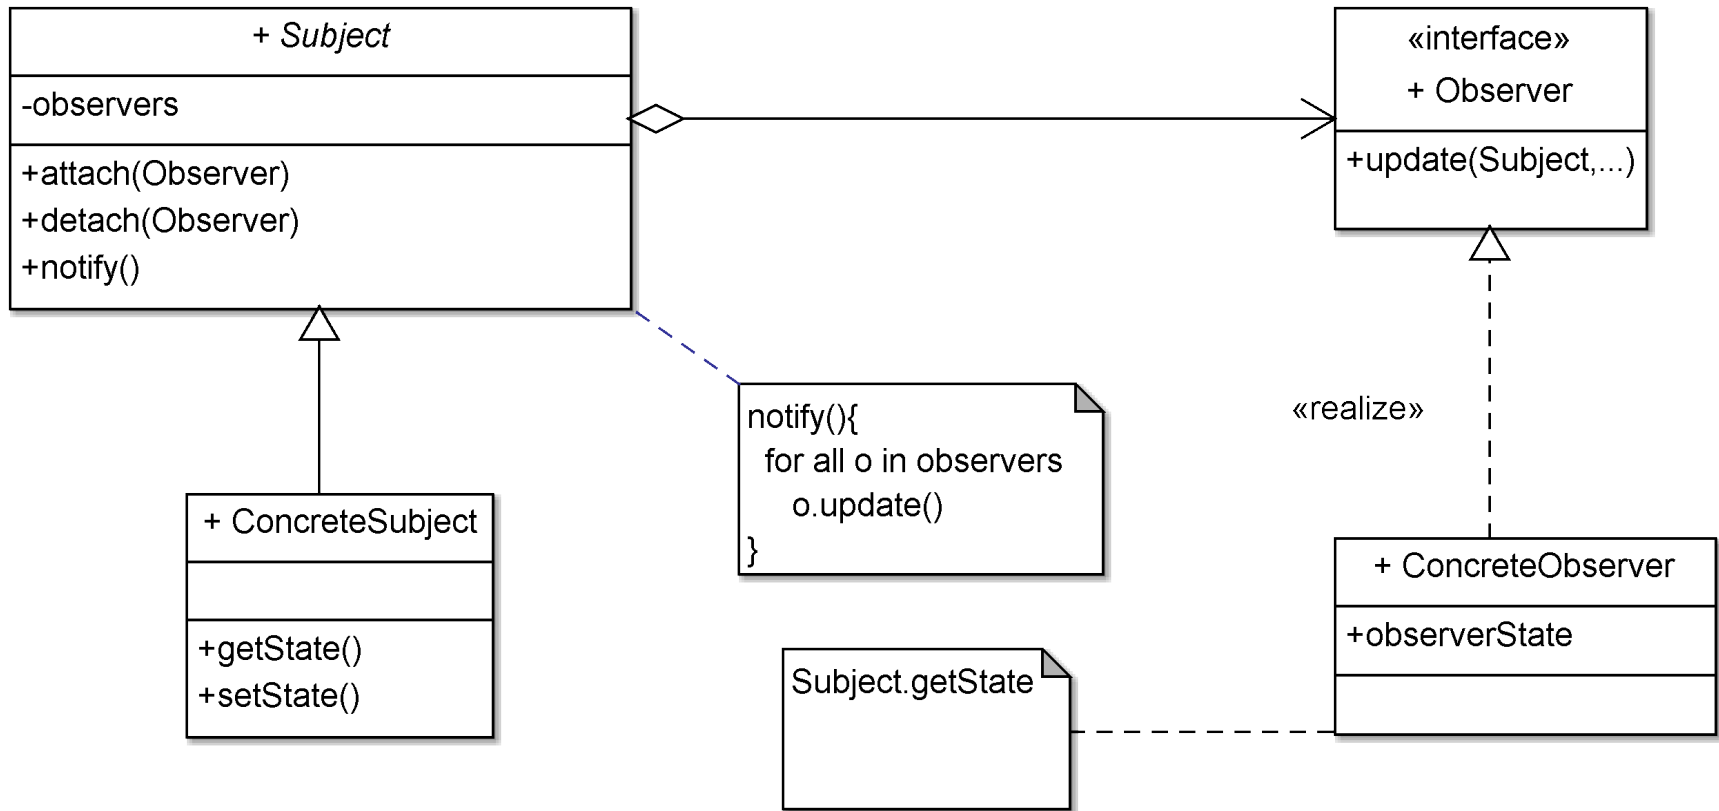 + Subject
-observers
+attach(Observer)
+detach(Observer)
+notify()
«interface»
+ Observer
+update(Subject,...)
notify(){
for all o in observers
o.update()
}
«realize»
+ ConcreteSubject
+getState()
+setState()
+ ConcreteObserver
+observerState
Subject.getState